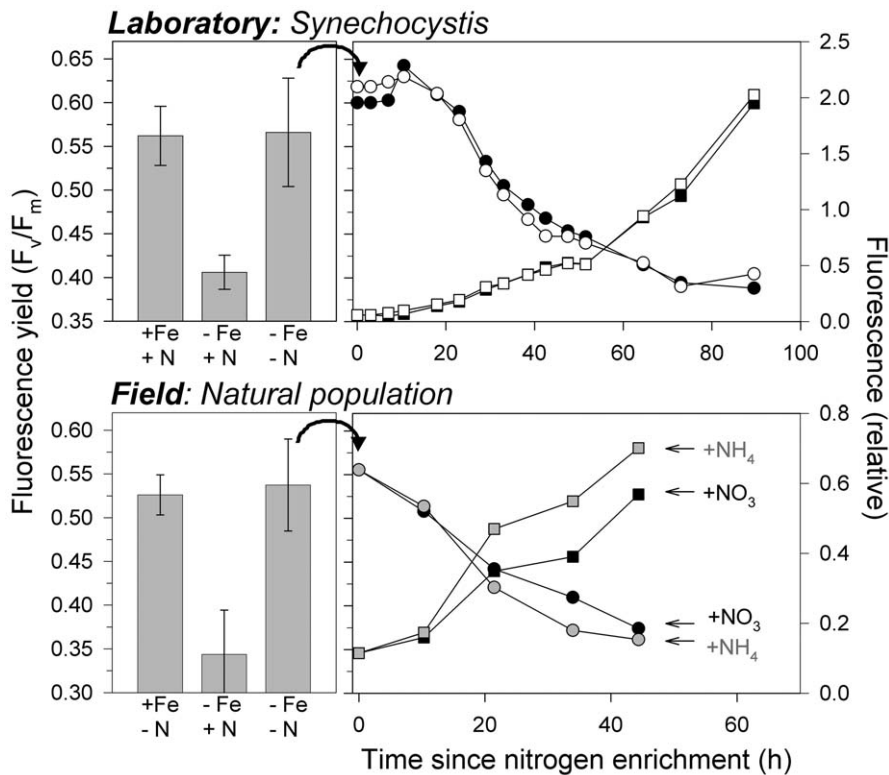 Laboratory: Synechocystis
Fluorescence yield (Fv/Fm)
0.65
0.60
0.55
0.50
0.45
0.40
0.35
+Fe - Fe - Fe
+ N + N - N
2.5
2.0
1.5
1.0
0.5
0.0
0 20 40 60 80 100
Fluorescence (relative)
Field: Natural population
0.60
0.55
0.50
0.45
0.40
0.35
0.30
+Fe - Fe - Fe
- N + N - N
0.8
0.6
0.4
0.2
0.0
+NH4
+NO3
+NO3
+NH4
0 20 40 60
Time since nitrogen enrichment (h)